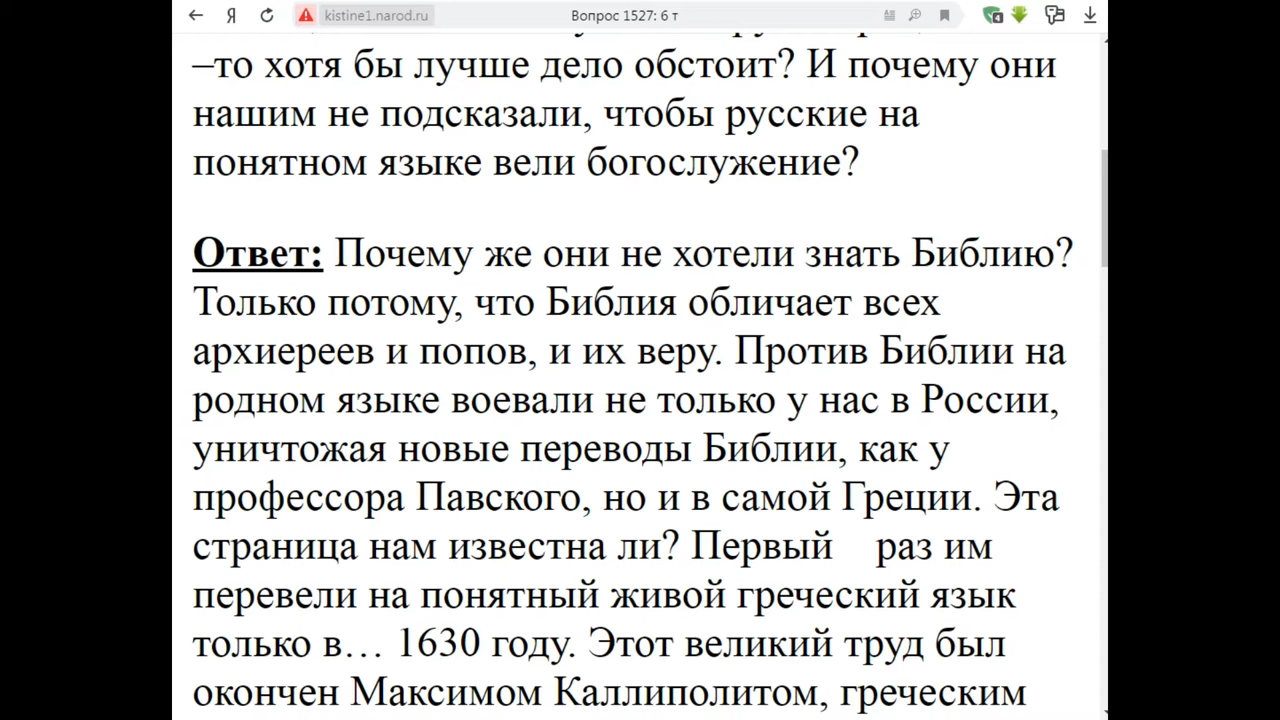 Я kistine1.narod.ru Вопрос 1527: 6 т 4
–то хотя бы лучше дело обстоит? И почему они
нашим не подсказали, чтобы русские на
понятном языке вели богослужение?
Ответ: Почему же они не хотели знать Библию?
Только потому, что Библия обличает всех
архиереев и попов, и их веру. Против Библии на
родном языке воевали не только у нас в России,
уничтожая новые переводы Библии, как у
профессора Павского, но и в самой Греции. Эта
страница нам известна ли? Первый раз им
перевели на понятный живой греческий язык
только в… 1630 году. Этот великий труд был
окончен Максимом Каллиполитом, греческим